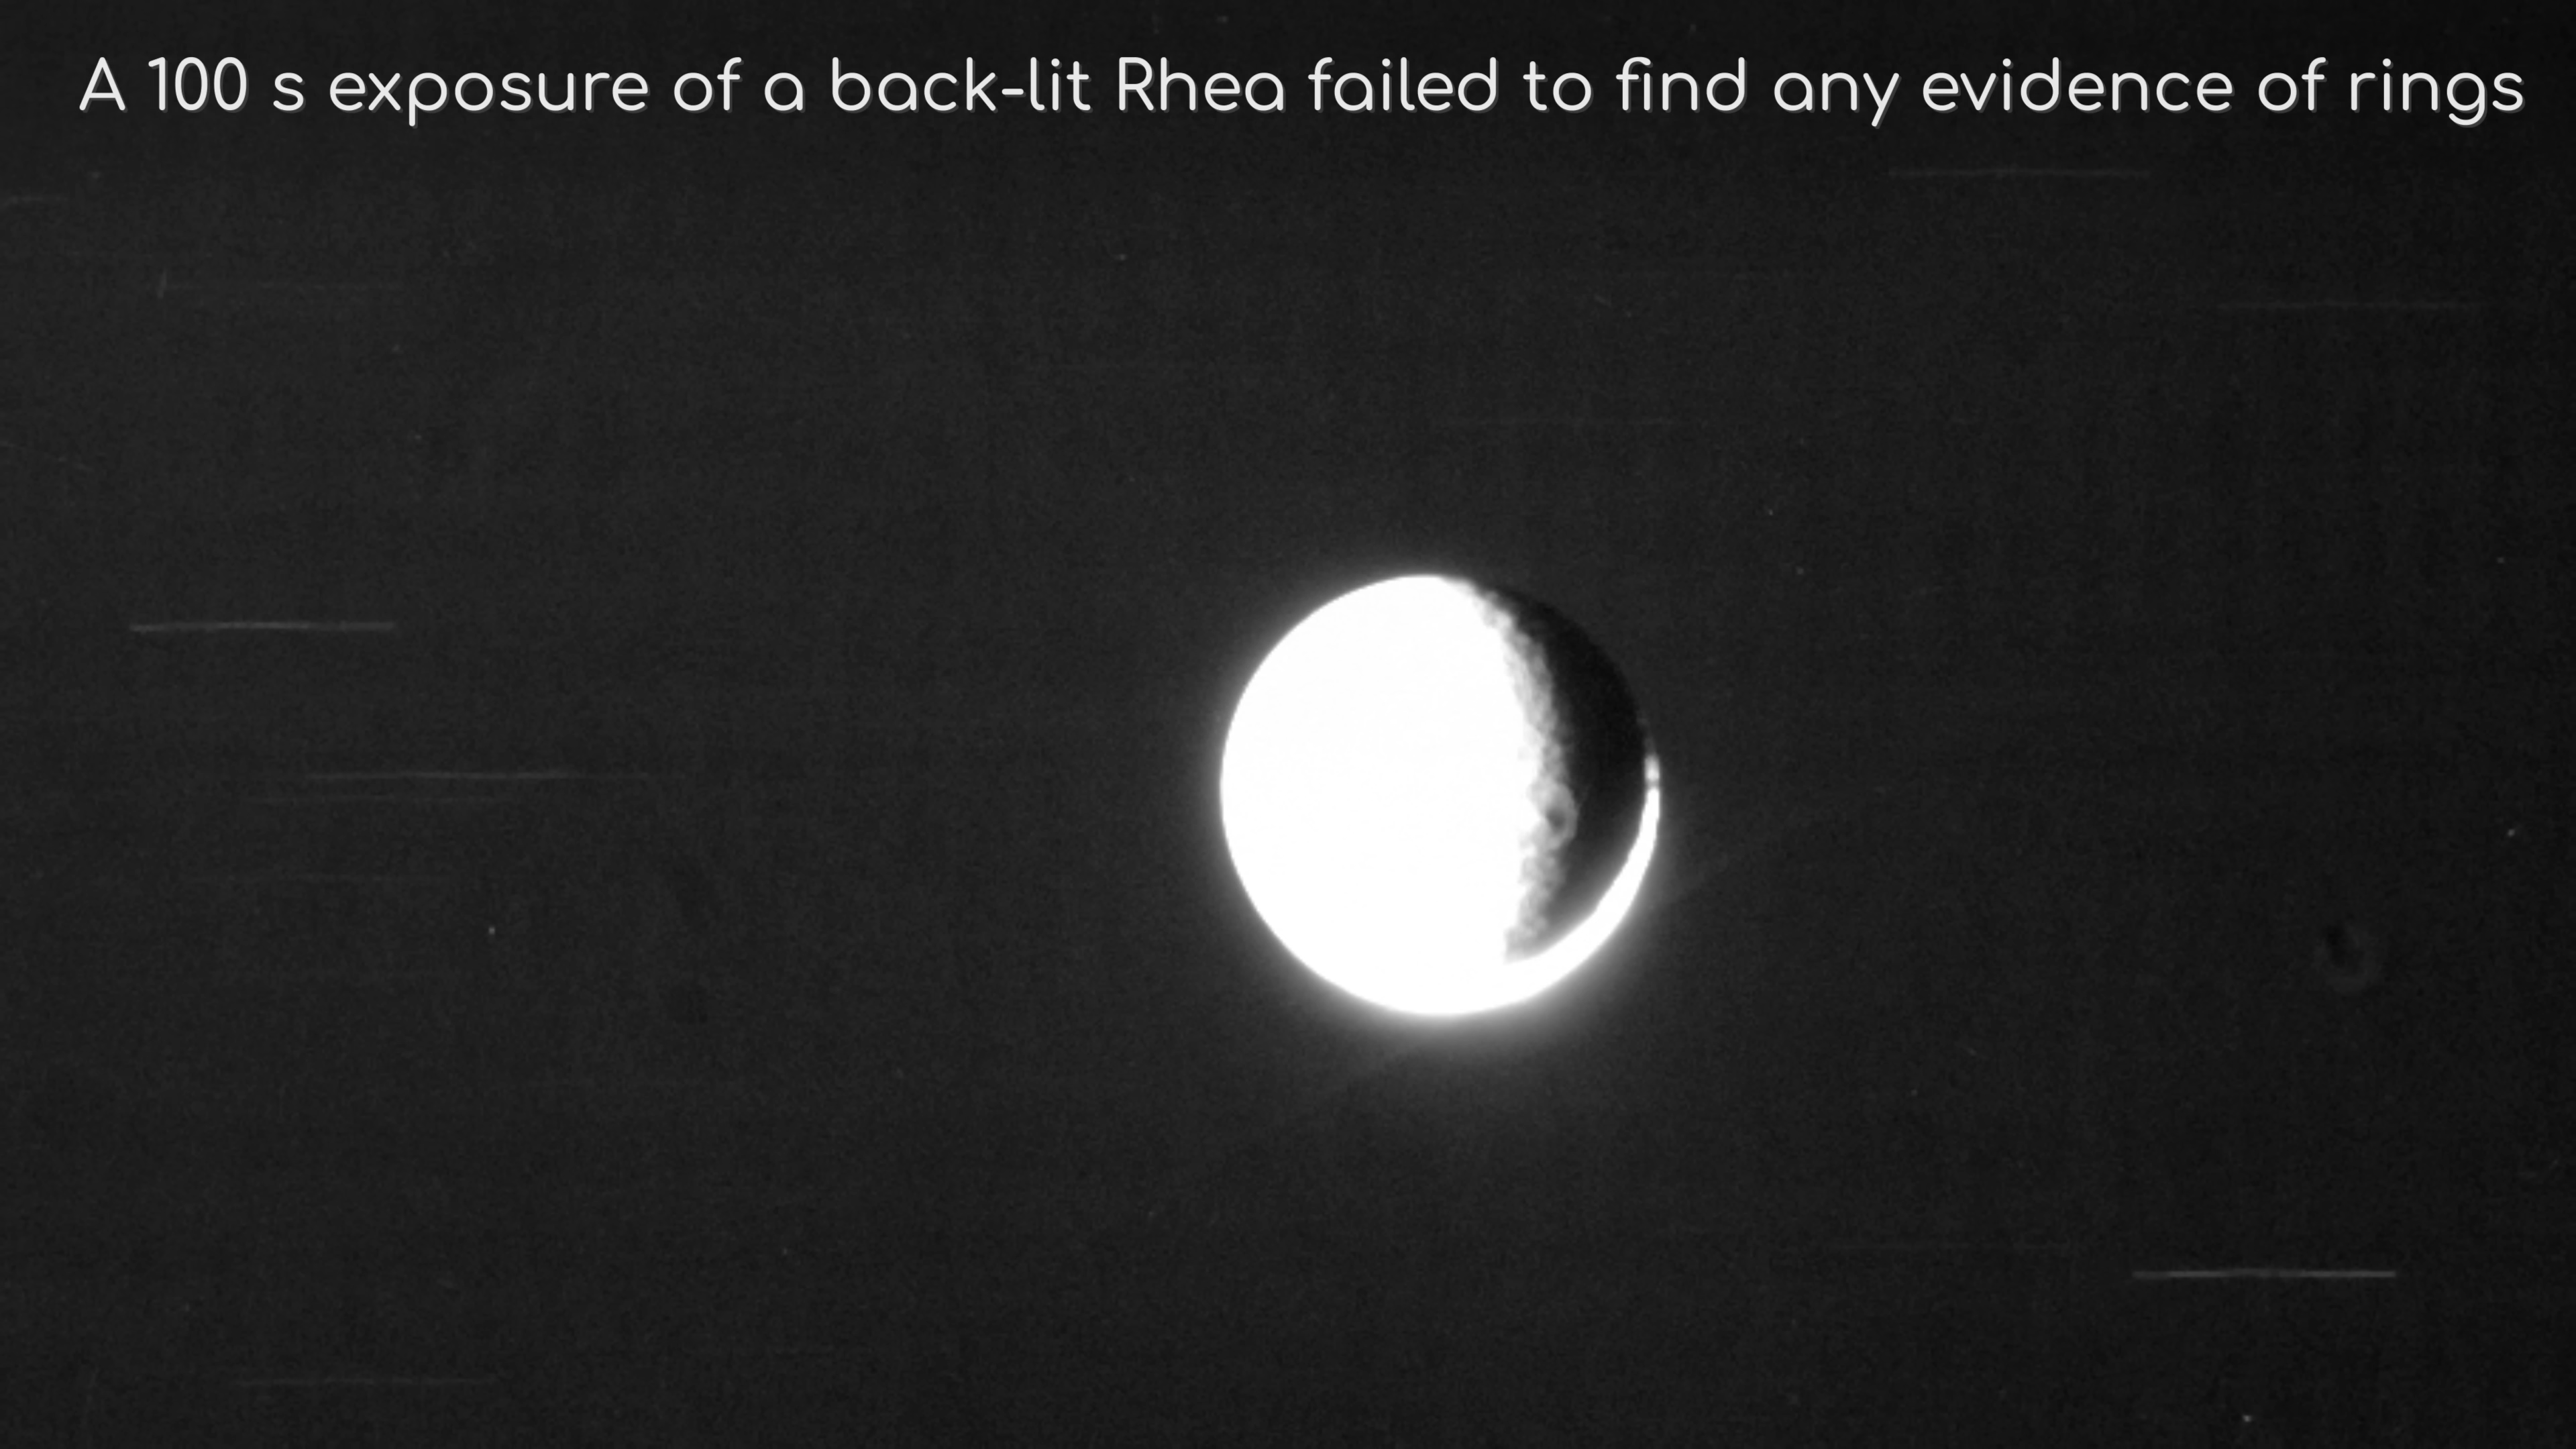 A 100 s exposure of a back-lit Rhea failed to find any evidence of rings